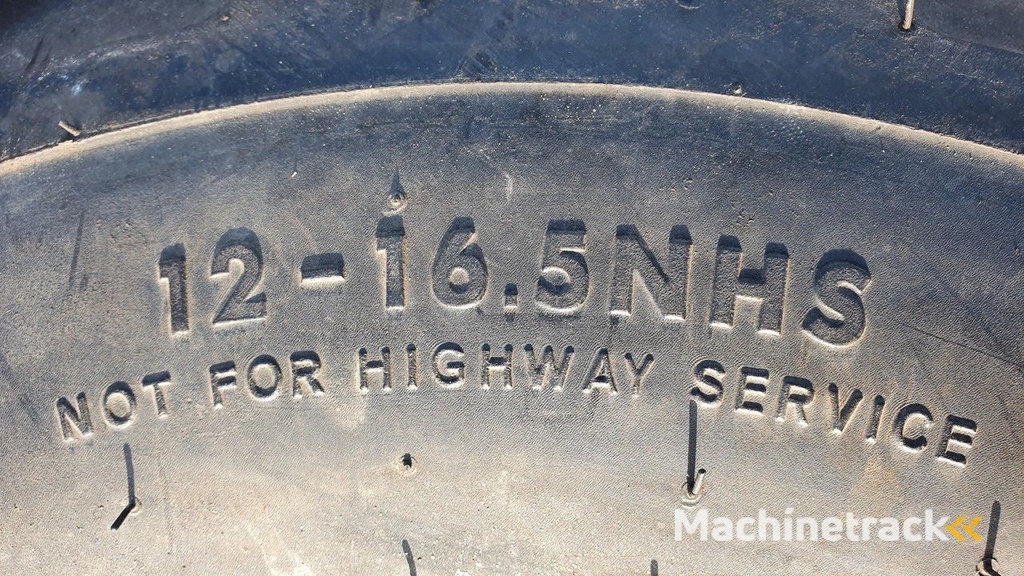 12-16.5NHS
NOT FOR HIGHWAY SERVICE
Machinetrack